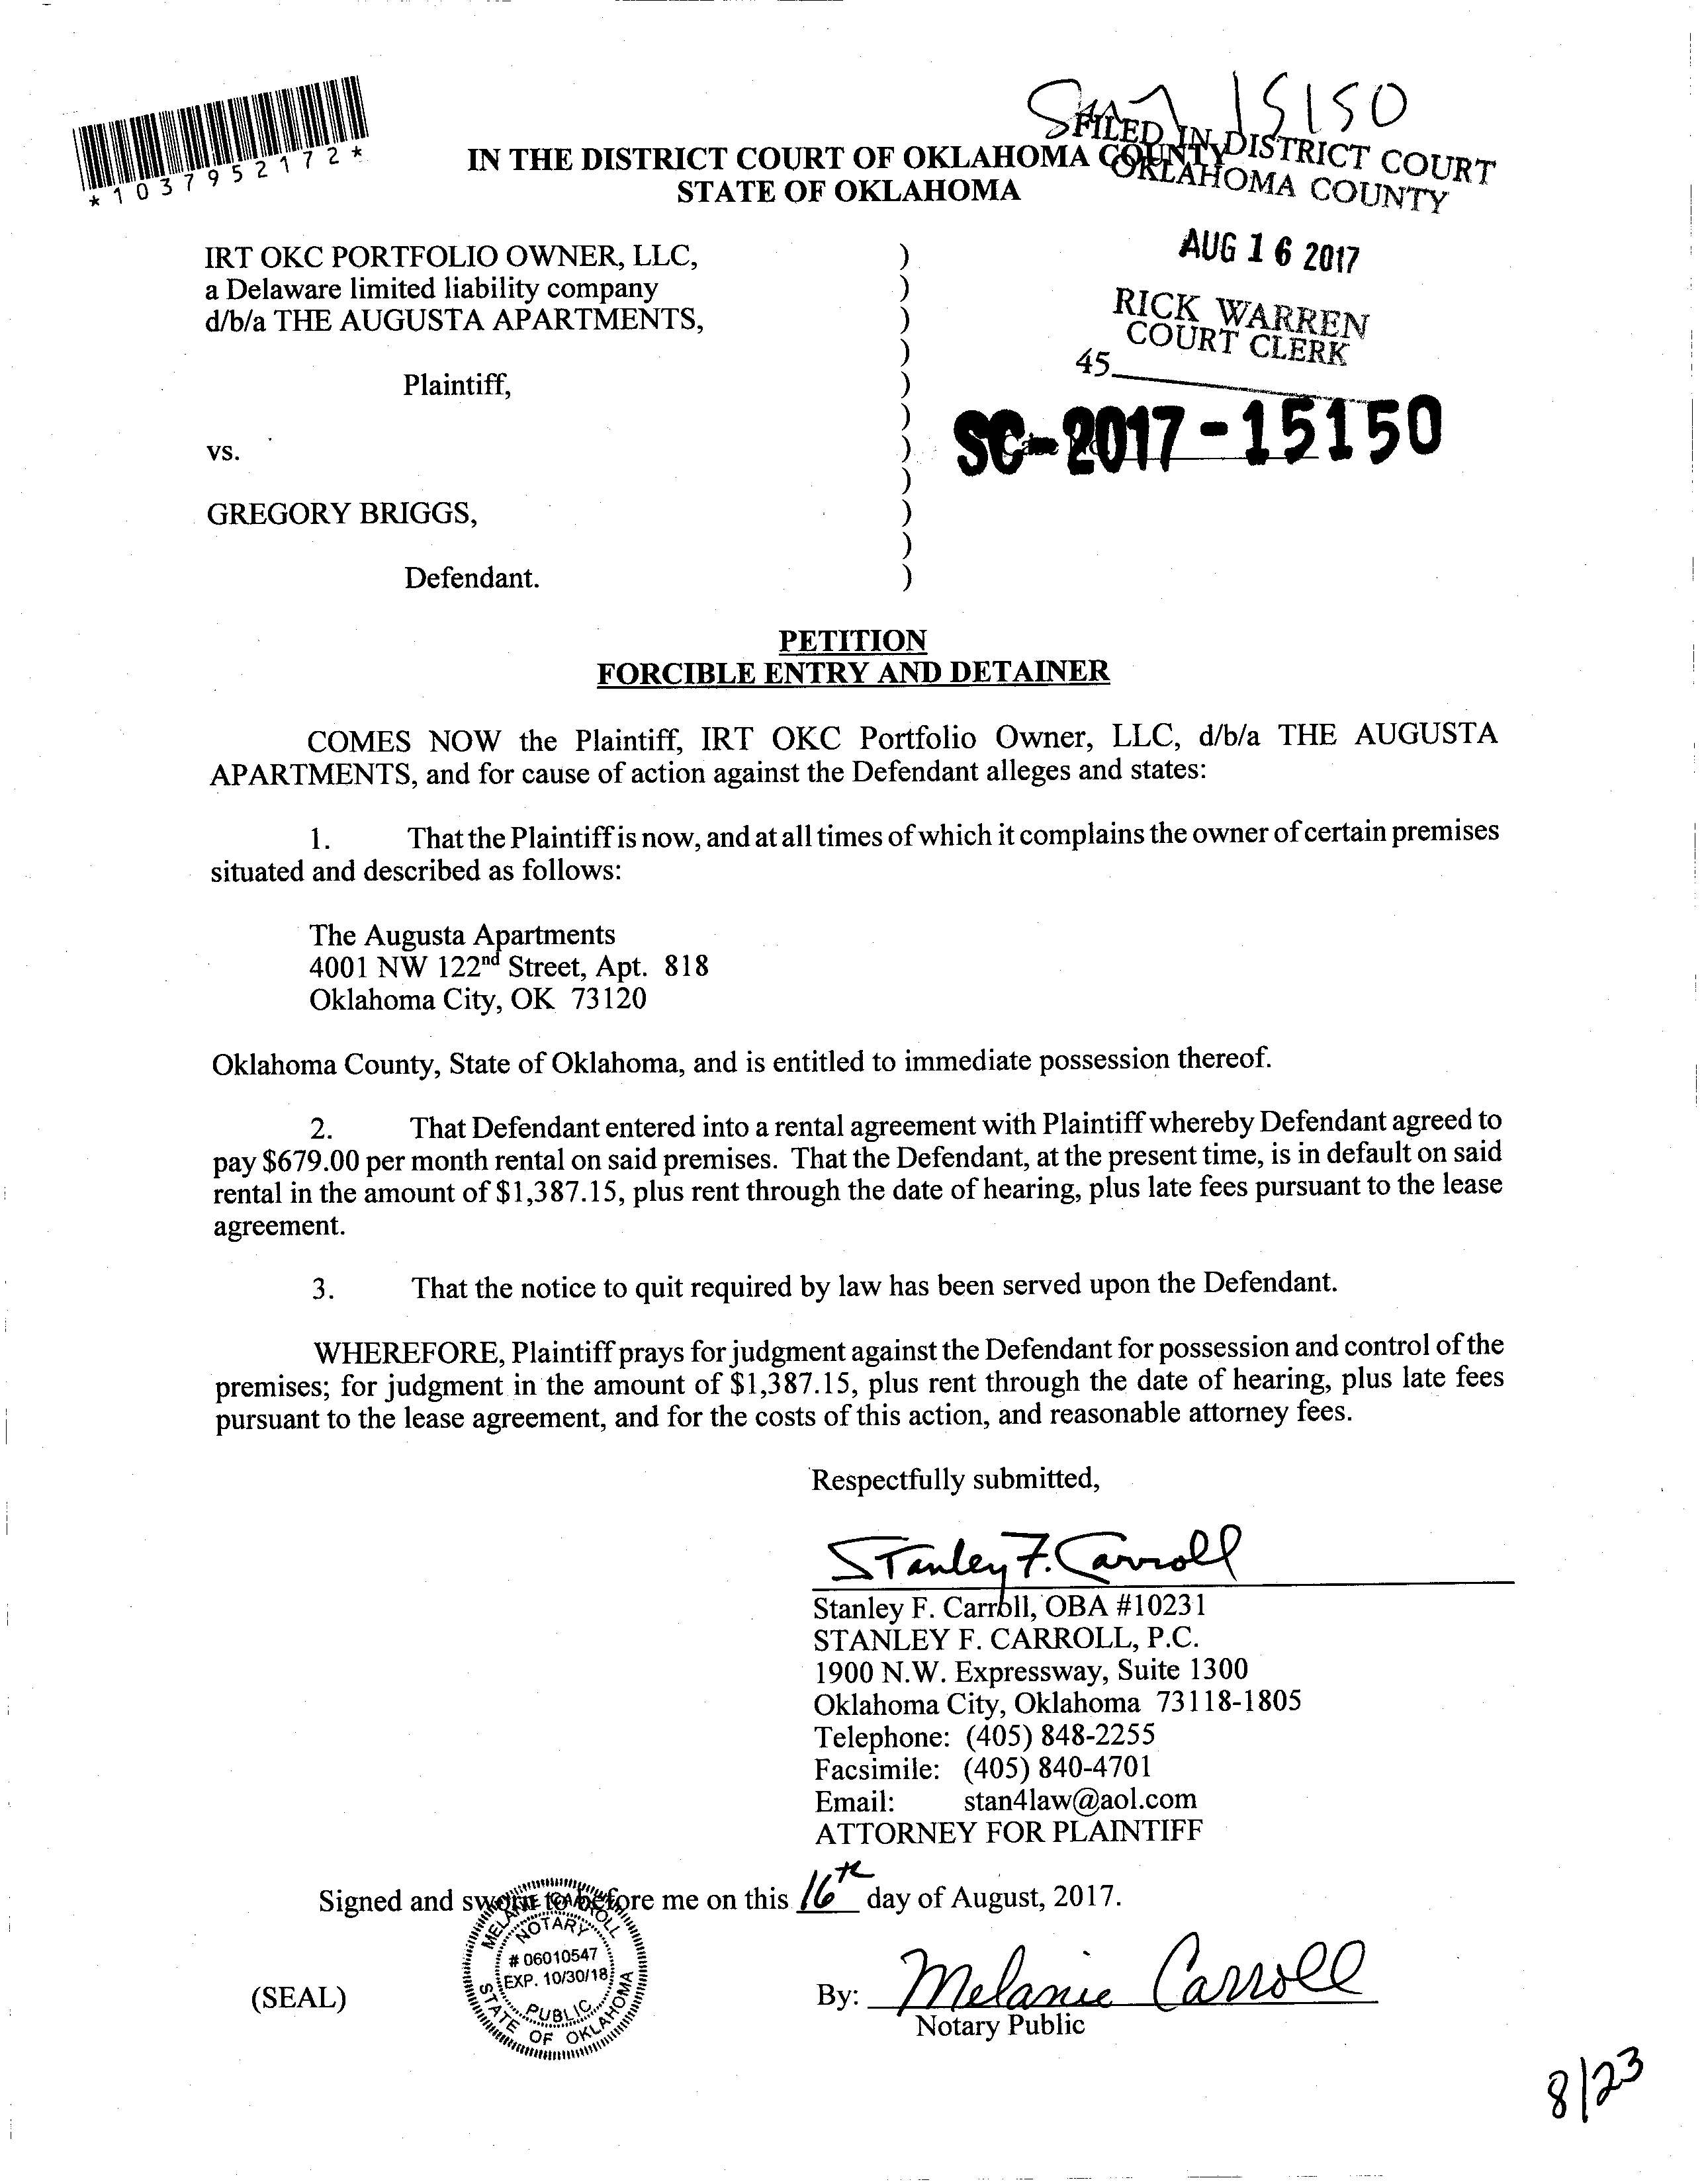 *1037952172*
15150
FILED IN DISTRICT COURT
OKLAHOMA COUNTY
IN THE DISTRICT COURT OF OKLAHOMA COUNTY
STATE OF OKLAHOMA
AUG 16 2017
RICK WARREN
COURT CLERK
45
SC-2017-15150
IRT OKC PORTFOLIO OWNER, LLC, )
a Delaware limited liability company )
d/b/a THE AUGUSTA APARTMENTS, )
)
Plaintiff, )
)
vs. )
)
GREGORY BRIGGS, )
)
Defendant. )
PETITION
FORCIBLE ENTRY AND DETAINER
COMES NOW the Plaintiff, IRT OKC Portfolio Owner, LLC, d/b/a THE AUGUSTA
APARTMENTS, and for cause of action against the Defendant alleges and states:
1. That the Plaintiff is now, and at all times of which it complains the owner of certain premises
situated and described as follows:
The Augusta Apartments
4001 NW 122nd Street, Apt. 818
Oklahoma City, OK 73120
Oklahoma County, State of Oklahoma, and is entitled to immediate possession thereof.
2. That Defendant entered into a rental agreement with Plaintiff whereby Defendant agreed to
pay $679.00 per month rental on said premises. That the Defendant, at the present time, is in default on said
rental in the amount of $1,387.15, plus rent through the date of hearing, plus late fees pursuant to the lease
agreement.
3. That the notice to quit required by law has been served upon the Defendant.
WHEREFORE, Plaintiff prays for judgment against the Defendant for possession and control of the
premises; for judgment in the amount of $1,387.15, plus rent through the date of hearing, plus late fees
pursuant to the lease agreement, and for the costs of this action, and reasonable attorney fees.
Respectfully submitted,
Stanley F. Carroll
Stanley F. Carroll, OBA #10231
STANLEY F. CARROLL, P.C.
1900 N.W. Expressway, Suite 1300
Oklahoma City, Oklahoma 73118-1805
Telephone: (405) 848-2255
Facsimile: (405) 840-4701
Email: stan4law@aol.com
ATTORNEY FOR PLAINTIFF
Signed and sworn to before me on this 16th day of August, 2017.
MELANIE CARROLL
NOTARY
# 06010547
EXP. 10/30/18
PUBLIC
STATE OF OKLAHOMA
(SEAL)
By: Melanie Carroll
Notary Public
8/23